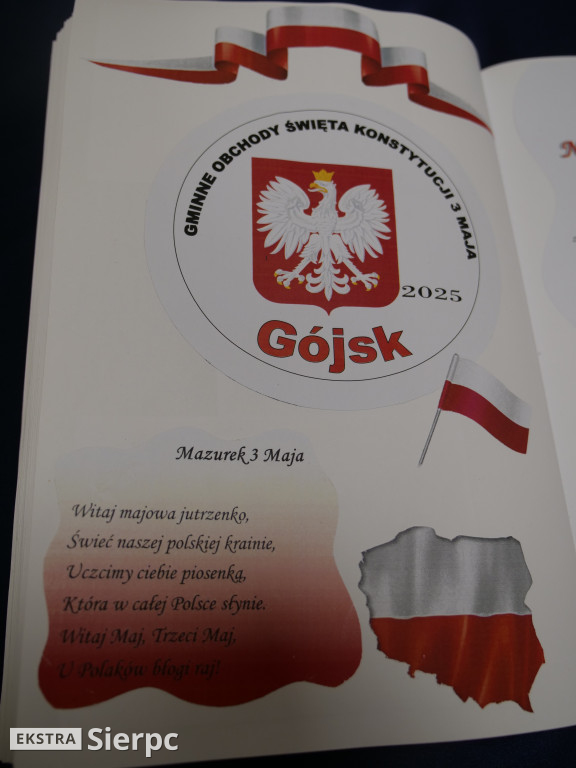 GMINNE OBCHODY ŚWIĘTA KONSTYTUCJI 3 MAJA
2025
Gójsk
Mazurek 3 Maja
Witaj majowa jutrzenko,
Świeć naszej polskiej krainie,
Uczcimy ciebie piosenką,
Która w całej Polsce słynie.
Witaj Maj, Trzeci Maj,
U Polaków błogi raj!
EKSTRA Sierpc